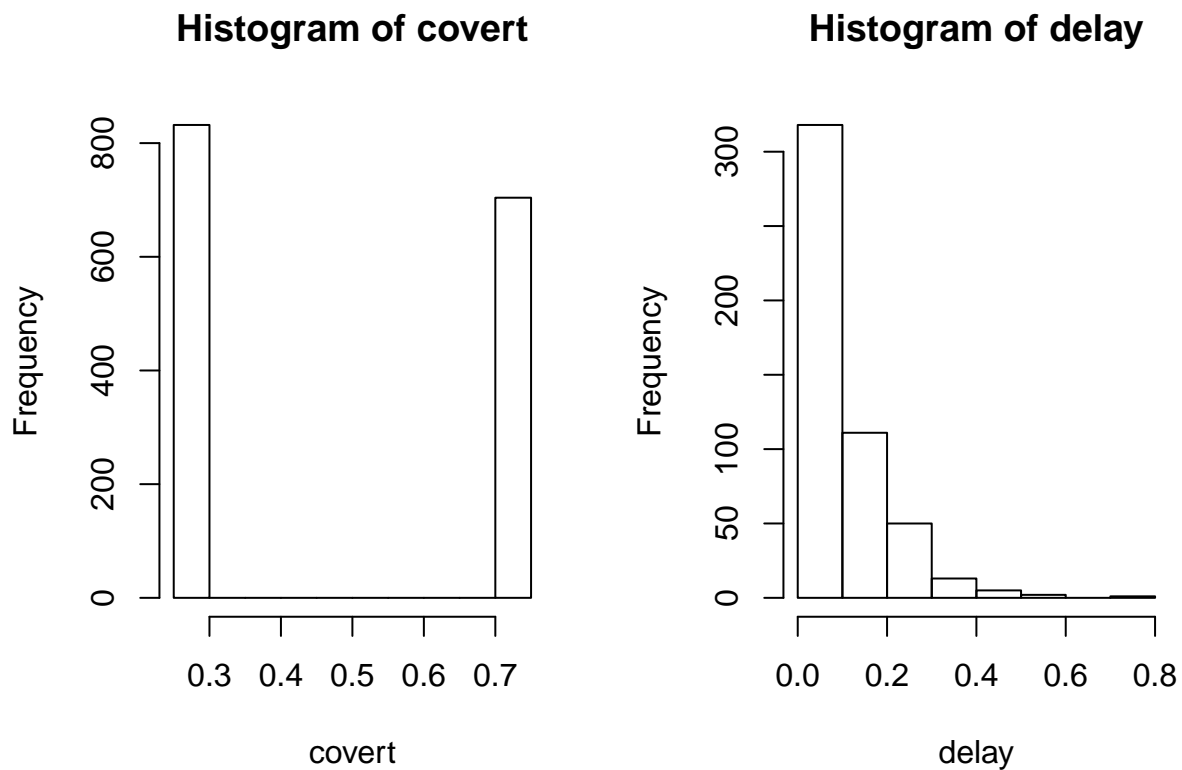 Histogram of covert
Frequency
800
600
400
200
0
0.3 0.4 0.5 0.6 0.7
covert
Histogram of delay
Frequency
300
200
100
50
0
0.0 0.2 0.4 0.6 0.8
delay